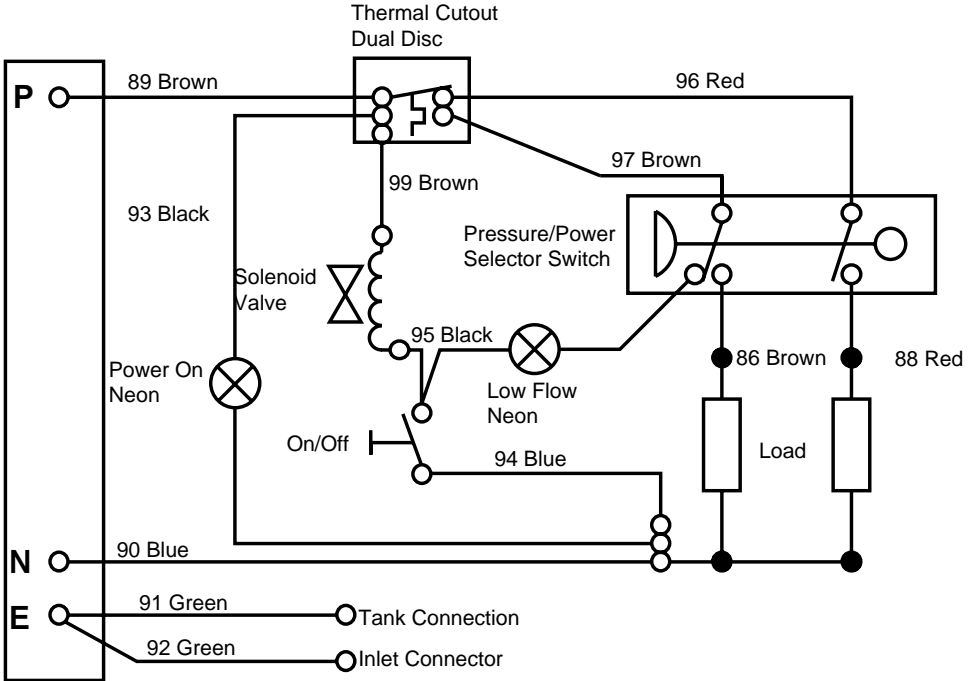 Thermal Cutout
Dual Disc
P
89 Brown
96 Red
97 Brown
99 Brown
93 Black
Pressure/Power
Selector Switch
Solenoid
Valve
95 Black
Power On
Neon
86 Brown
88 Red
Low Flow
Neon
On/Off
Load
94 Blue
N
90 Blue
E
91 Green
Tank Connection
92 Green
Inlet Connector